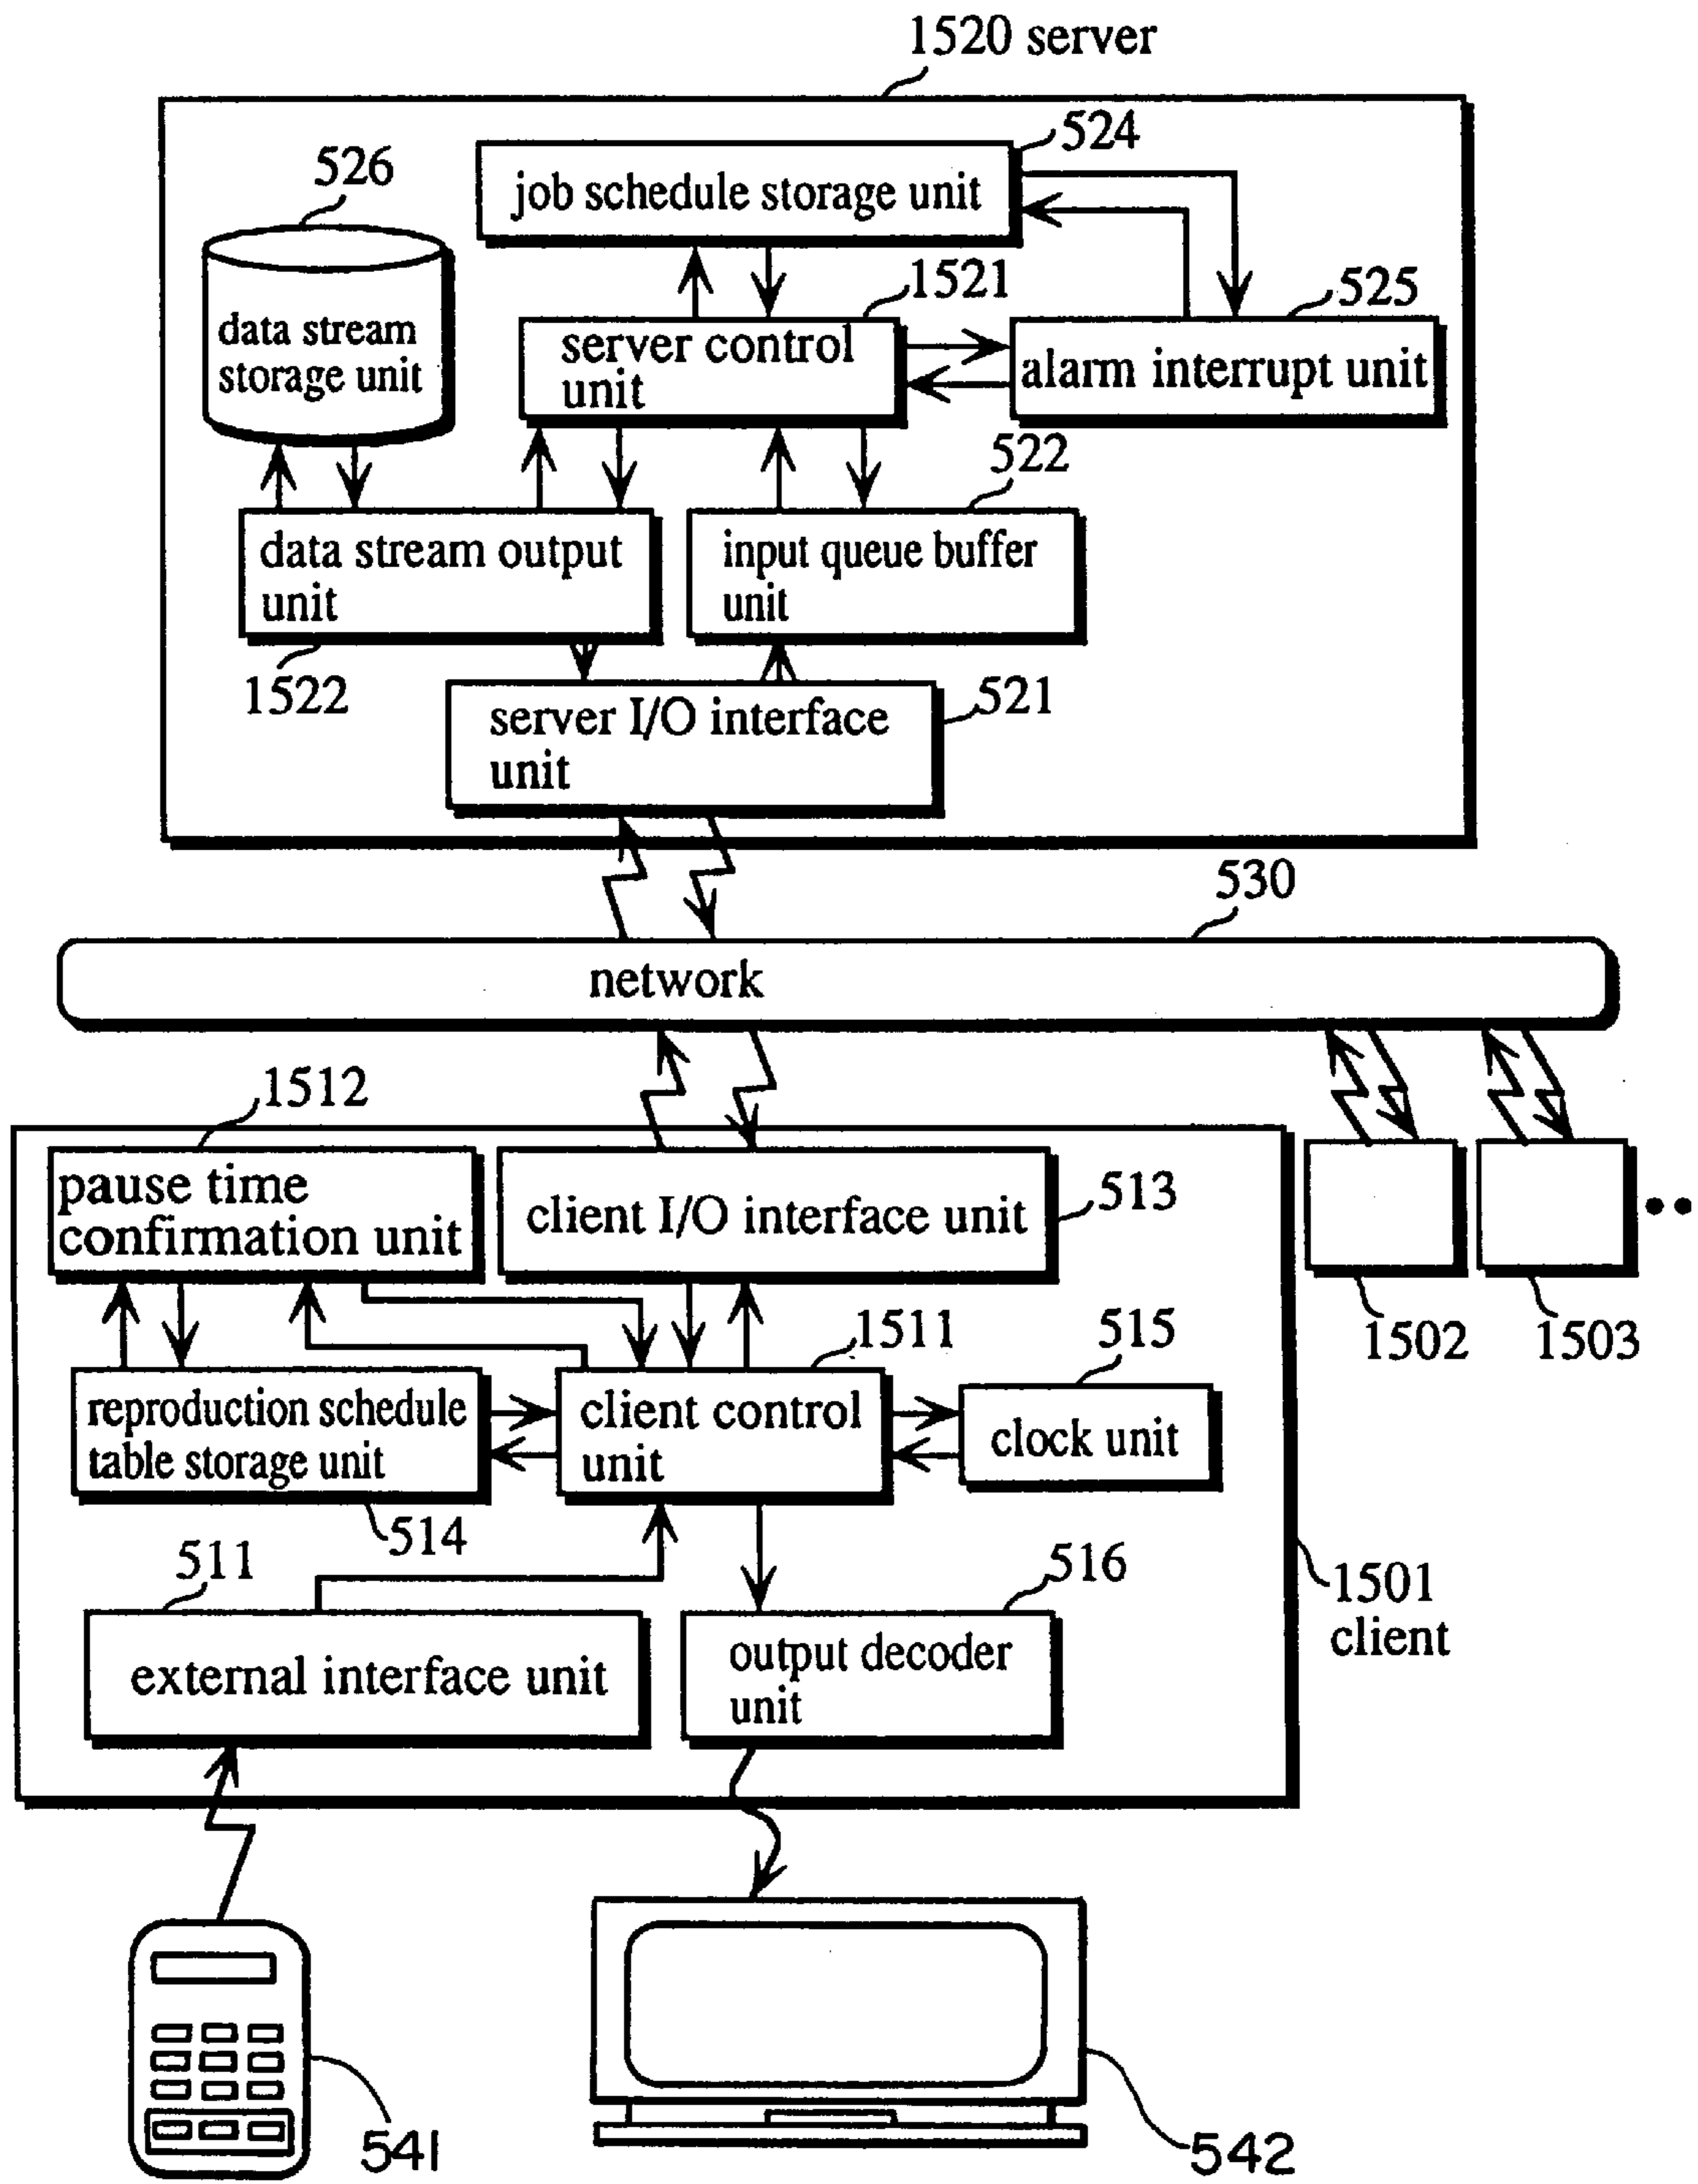 1520 server
524
job schedule storage unit
526
1521
525
data stream
storage unit
server control
unit
alarm interrupt unit
522
data stream output
unit
input queue buffer
unit
1522
521
server I/O interface
unit
530
network
1512
pause time
confirmation unit
client I/O interface unit
513
1502
1503
1511
515
reproduction schedule
table storage unit
client control
unit
clock unit
514
511
516
1501
client
external interface unit
output decoder
unit
541
542